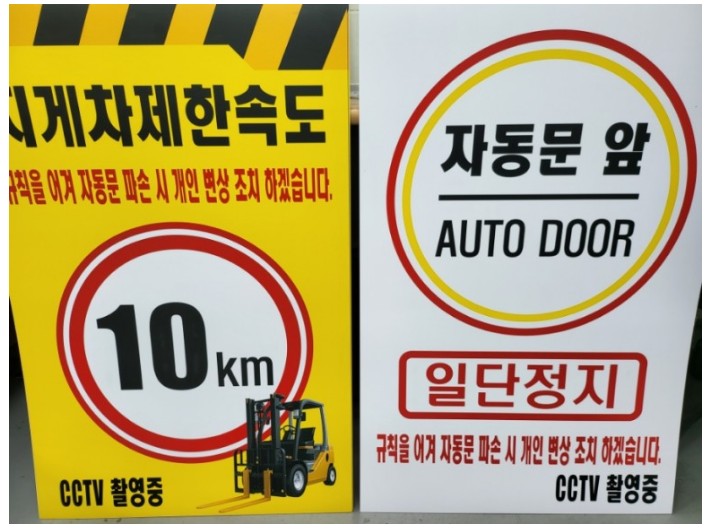 지게차제한속도
규칙을 어겨 자동문 파손 시 개인 변상 조치 하겠습니다.
10km
CCTV 촬영중
자동문 앞
AUTO DOOR
일단정지
규칙을 어겨 자동문 파손 시 개인 변상 조치 하겠습니다.
CCTV 촬영중